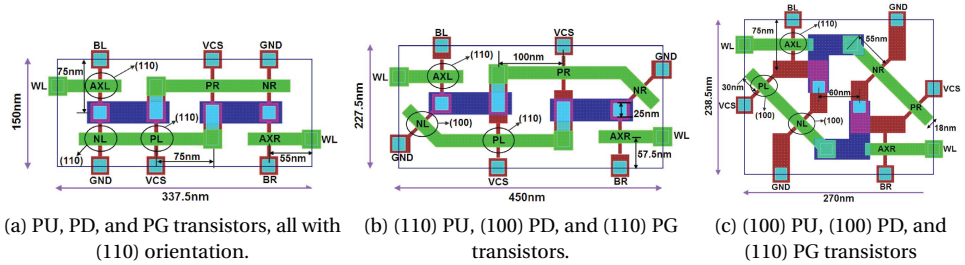 BL
VCS
GND
(110)
75nm
WL
AXL
PR
NR
150nm
(110)
NL
PL
AXR
WL
(110)
75nm
55nm
GND
VCS
BR
337.5nm
(a) PU, PD, and PG transistors, all with
(110) orientation.
BL
VCS
GND
(110)
100nm
WL
AXL
PR
NR
227.5nm
25nm
NL
(100)
(110)
PL
AXR
WL
57.5nm
GND
VCS
BR
450nm
(b) (110) PU, (100) PD, and (110) PG
transistors.
BL
GND
(110)
75nm
55nm
WL
AXL
NR
238.5nm
30nm
PL
60nm
VCS
VCS
(100)
PR
NL
(100)
18nm
AXR
WL
GND
BR
270nm
(c) (100) PU, (100) PD, and
(110) PG transistors